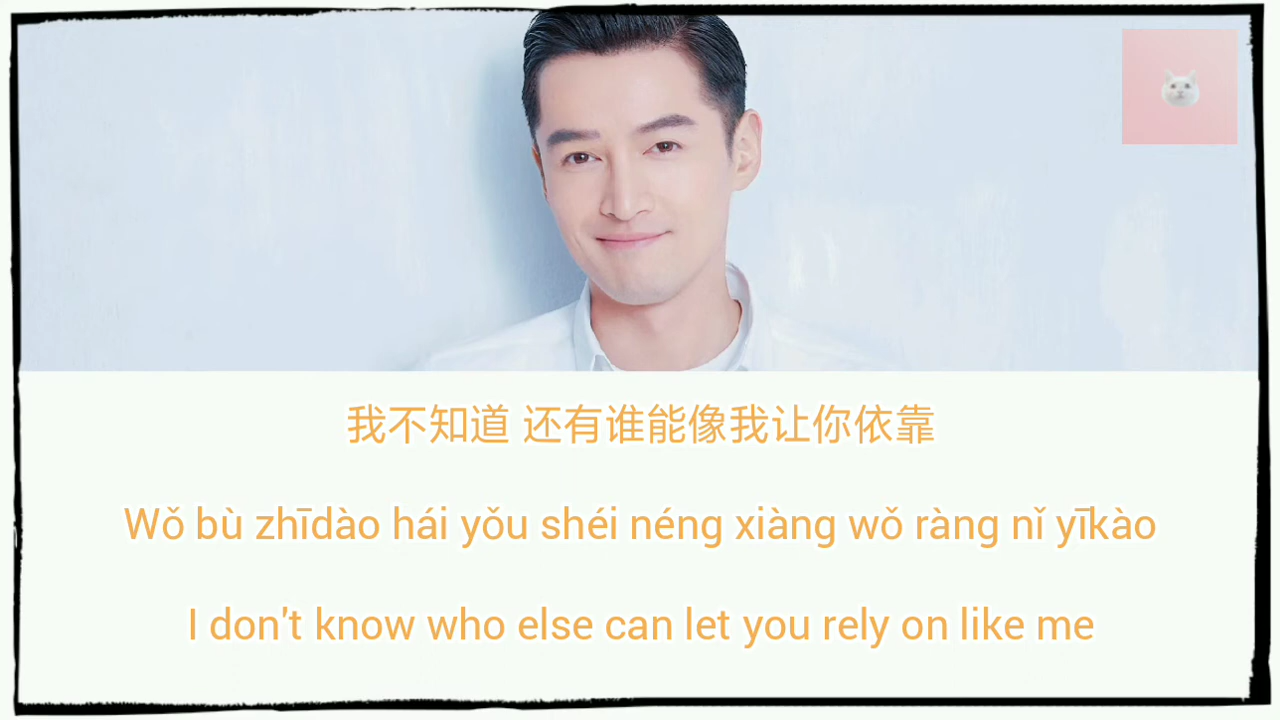 我不知道 还有谁能像我让你依靠
Wǒ bù zhīdào hái yǒu shéi néng xiàng wǒ ràng nǐ yīkào
I don't know who else can let you rely on like me